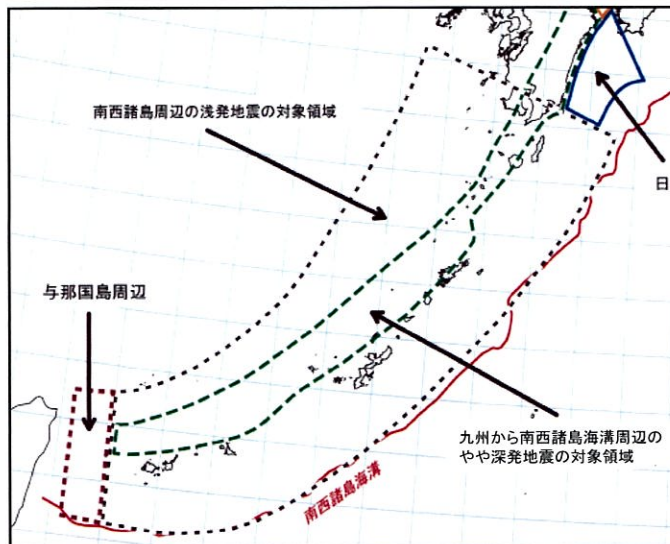 南西諸島周辺の浅発地震の対象領域
日
与那国島周辺
九州から南西諸島海溝周辺の
やや深発地震の対象領域
南西諸島海溝